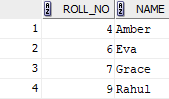 ROLL_NO NAME
1 4 Amber
2 6 Eva
3 7 Grace
4 9 Rahul